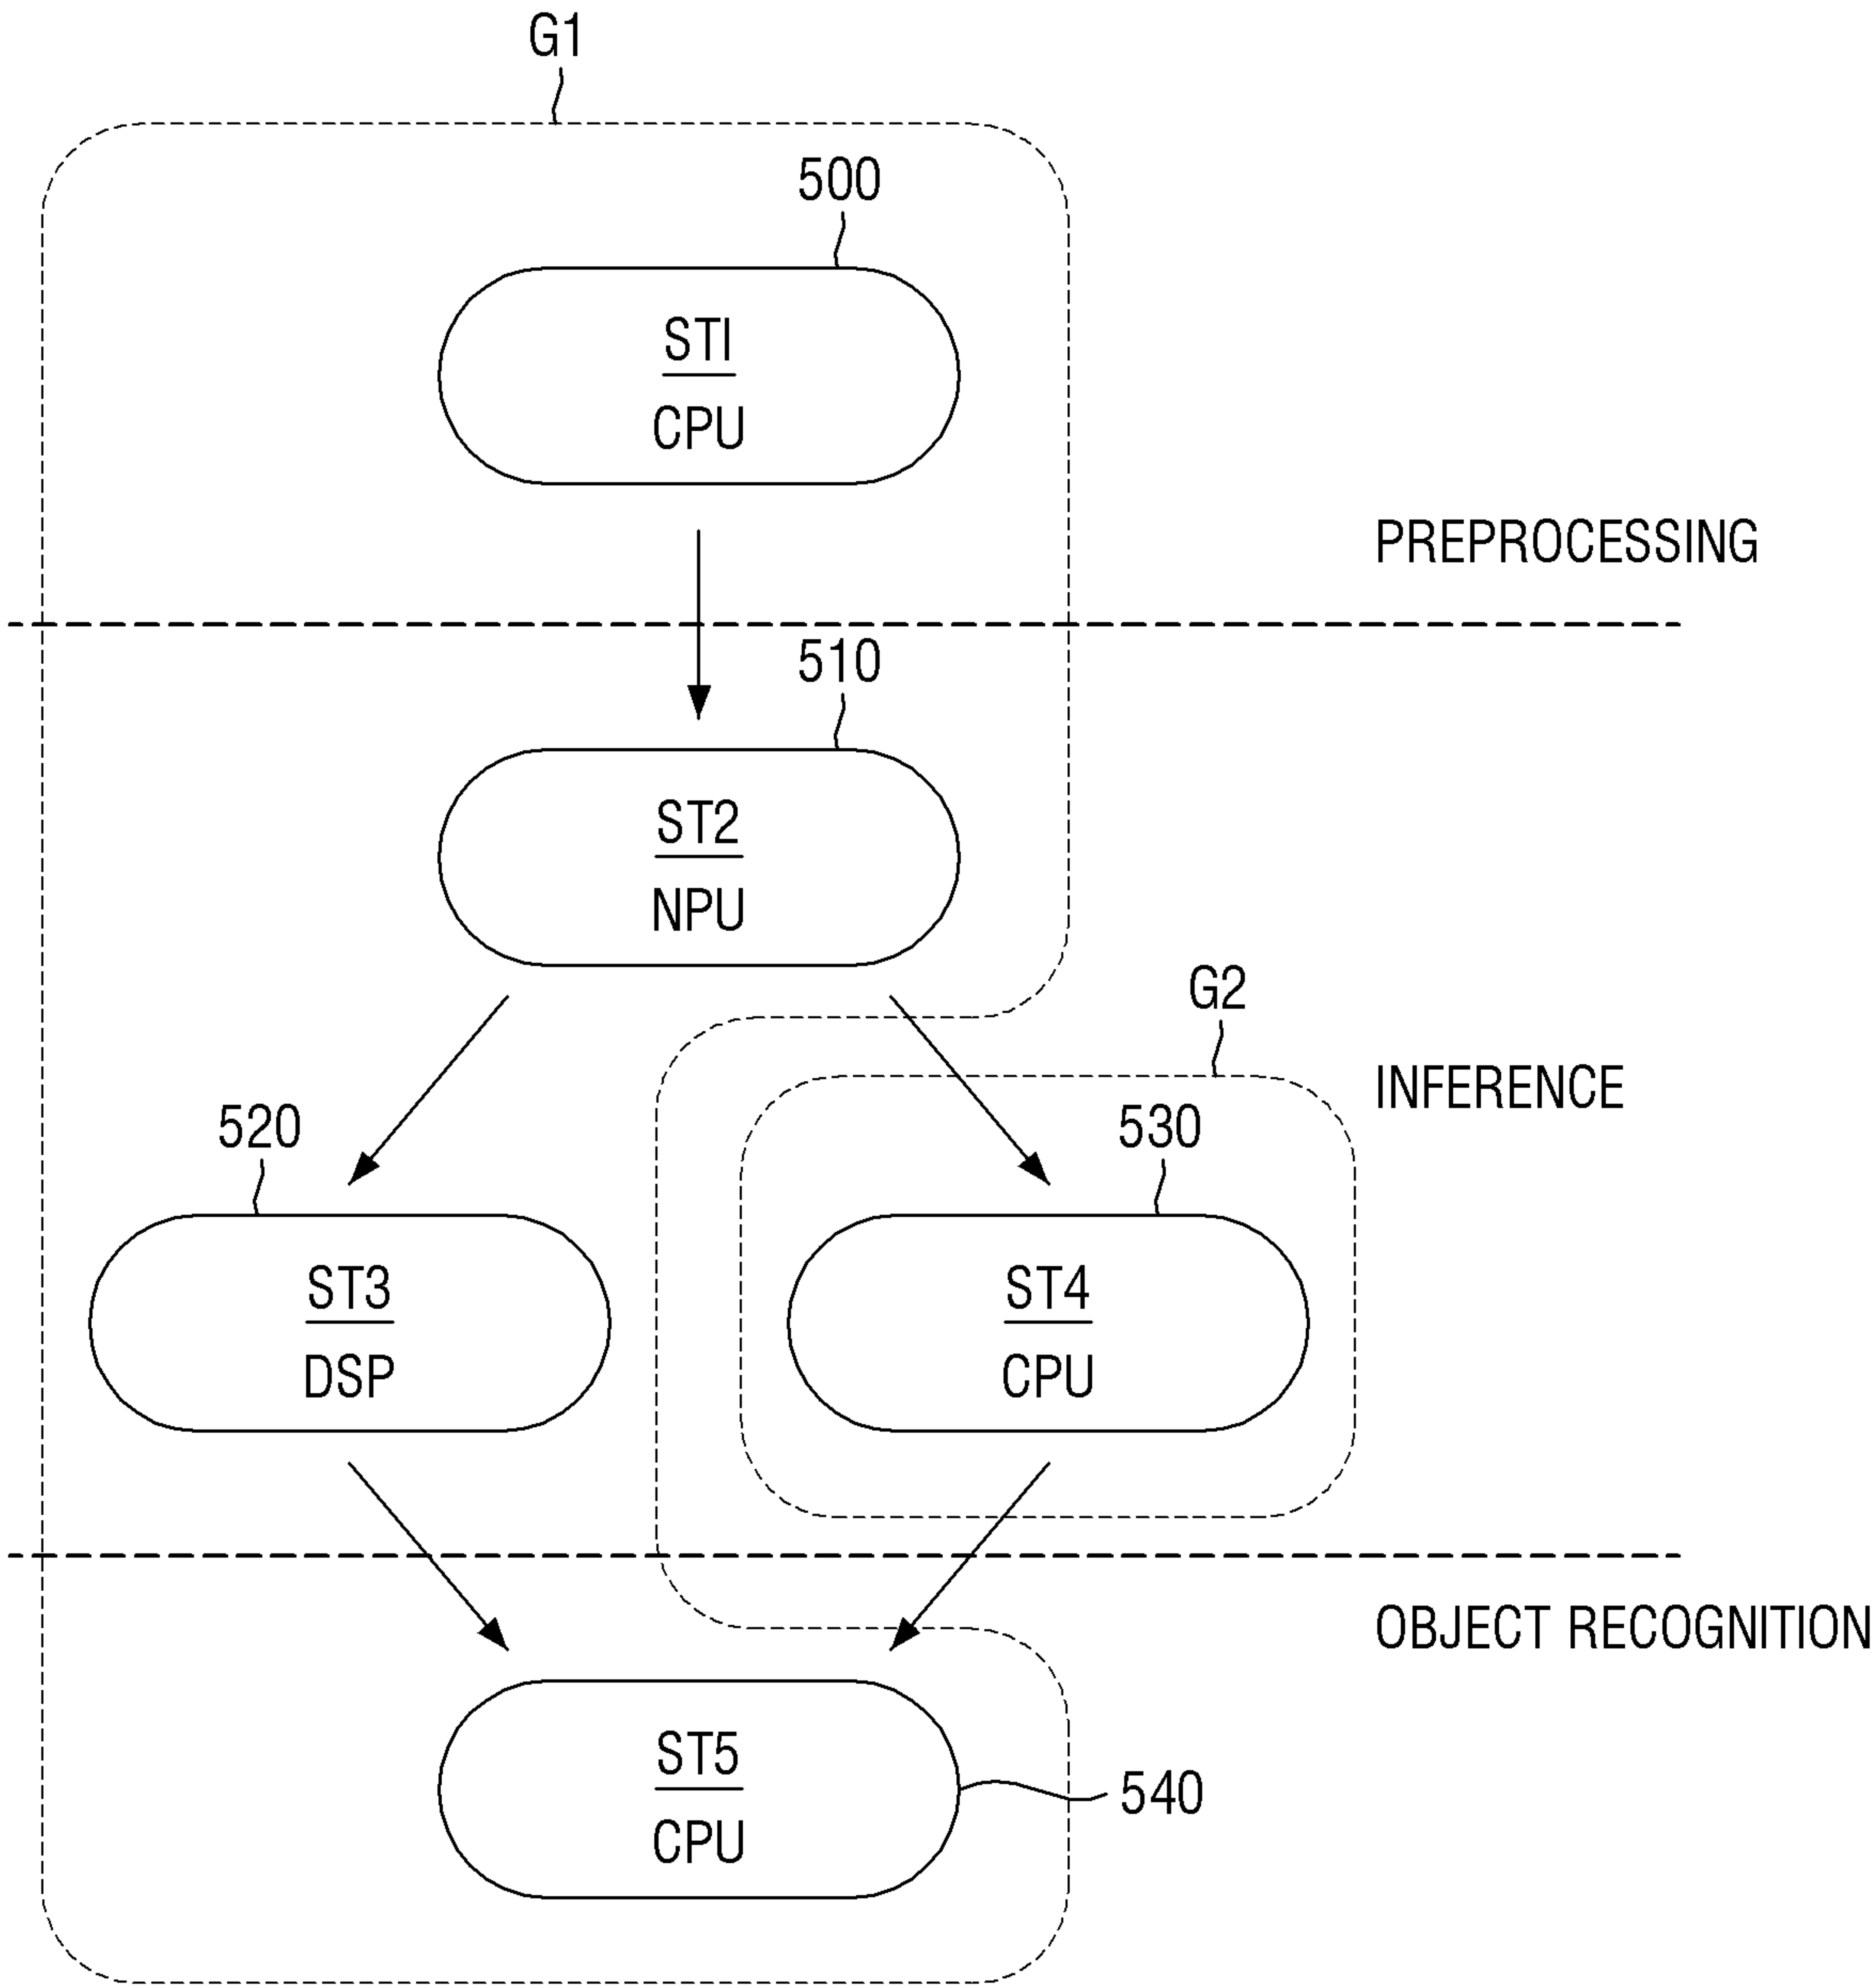 G1
500
STI
CPU
PREPROCESSING
510
ST2
NPU
G2
INFERENCE
520
530
ST3
DSP
ST4
CPU
OBJECT RECOGNITION
ST5
CPU
540